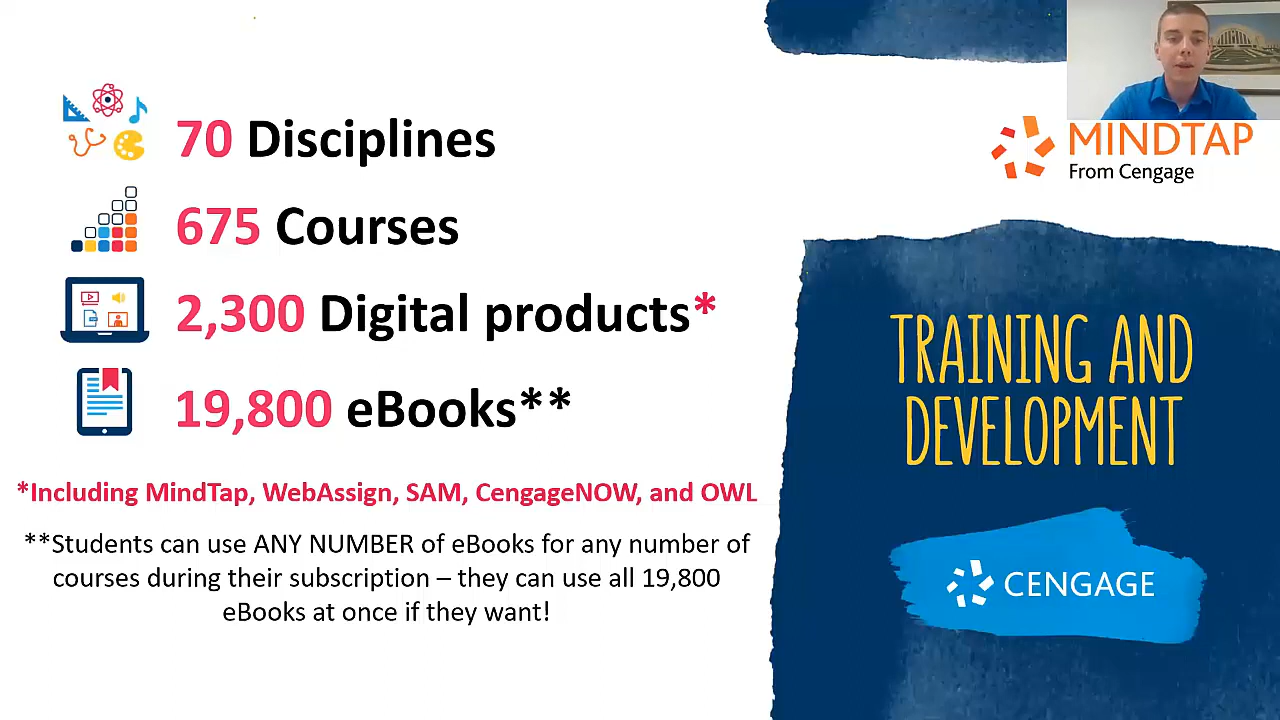 70 Disciplines
675 Courses
2,300 Digital products*
19,800 eBooks**
*Including MindTap, WebAssign, SAM, CengageNOW, and OWL
**Students can use ANY NUMBER of eBooks for any number of
courses during their subscription – they can use all 19,800
eBooks at once if they want!
MINDTAP
From Cengage
TRAINING AND
DEVELOPMENT
CENGAGE